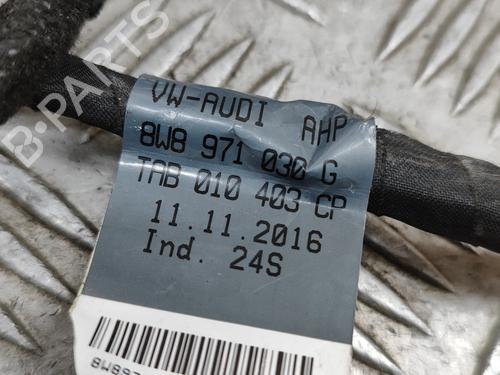 B-PARTS
VW-AUDI AHP
8W8 971 030 G
TAB 010 403 CP
11.11.2016
Ind. 24S